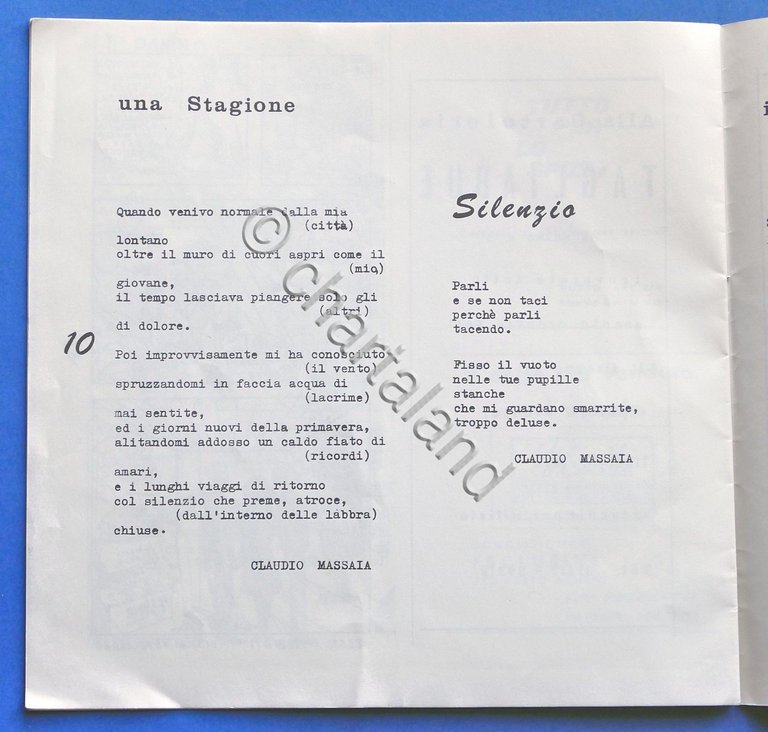 una Stagione
Quando venivo normale dalla mia
(città)
lontano
oltre il muro di cuori aspri come il
(mio)
giovane,
il tempo lasciava piangere solo gli
(altri)
di dolore.
Poi improvvisamente mi ha conosciuto
(il vento)
spruzzandomi in faccia acqua di
(lacrime)
mai sentite,
ed i giorni nuovi della primavera,
alitandomi addosso un caldo fiato di
(ricordi)
amari,
e i lunghi viaggi di ritorno
col silenzio che preme, atroce,
(dall'interno delle labbra)
chiuse.
CLAUDIO MASSAIA
10
Silenzio
Parli
e se non taci
perchè parli
tacendo.
Fisso il vuoto
nelle tue pupille
stanche
che mi guardano smarrite,
troppo deluse.
CLAUDIO MASSAIA
© chartaland